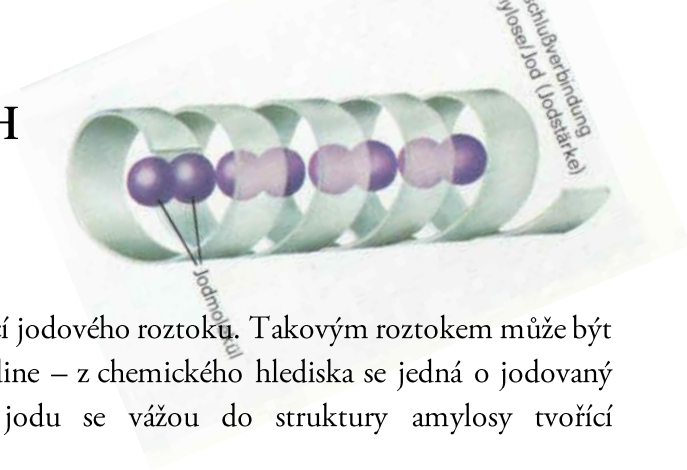 H
schlußverbindung
ylose/Jod (Jodstärke)
Jodmolekül
cí jodového roztoku. Takovým roztokem může být
line – z chemického hlediska se jedná o jodovaný
jodu se vážou do struktury amylosy tvořící